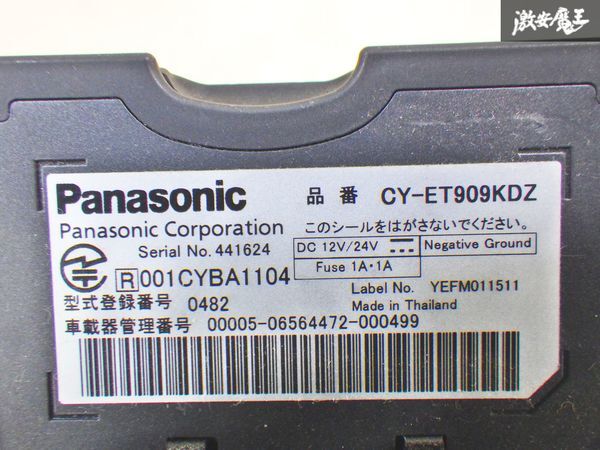 激安魔王
Panasonic 品番 CY-ET909KDZ
Panasonic Corporation このシールをはがさないでください。
Serial No. 441624 DC 12V/24V Negative Ground
Fuse 1A・1A
R 001CYBA1104 Label No. YEFM011511
型式登録番号 0482 Made in Thailand
車載器管理番号 00005-06564472-000499